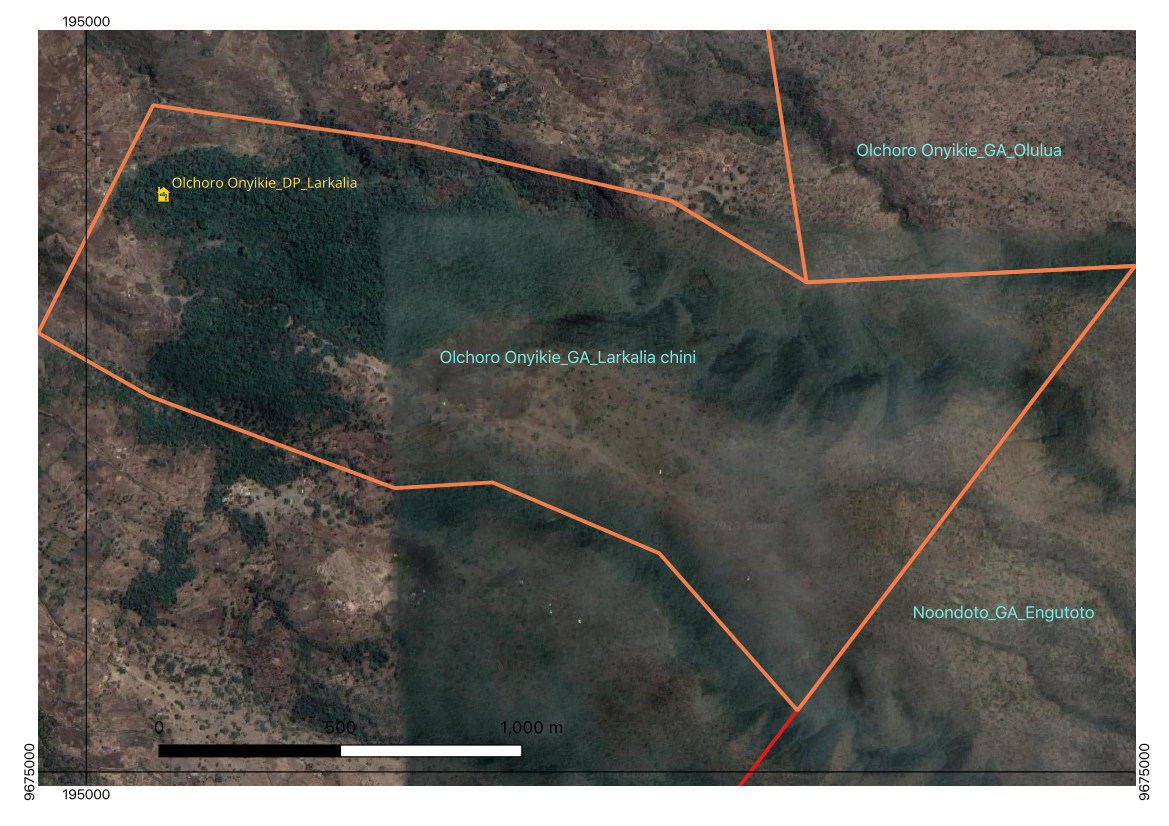 195000
Olchoro Onyikie_GA_Olulua
Olchoro Onyikie_DP_Larkalia
Olchoro Onyikie_GA_Larkalia chini
Noondoto_GA_Engutoto
0 500 1,000 m
9675000
9675000
195000